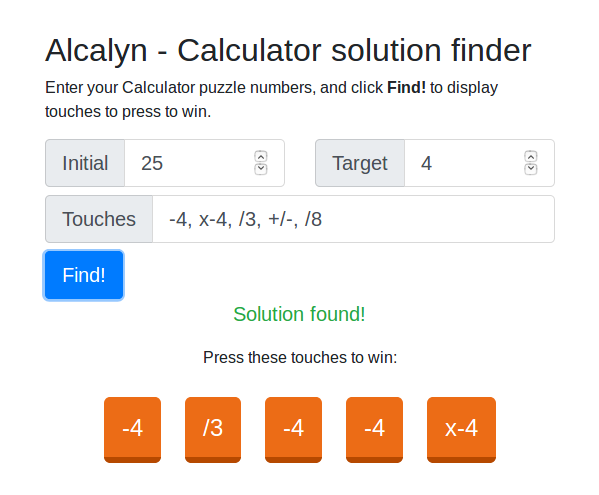 Alcalyn - Calculator solution finder
Enter your Calculator puzzle numbers, and click Find! to display
touches to press to win.
Initial 25 Target 4
Touches -4, x-4, /3, +/-, /8
Find!
Solution found!
Press these touches to win:
-4 /3 -4 -4 x-4